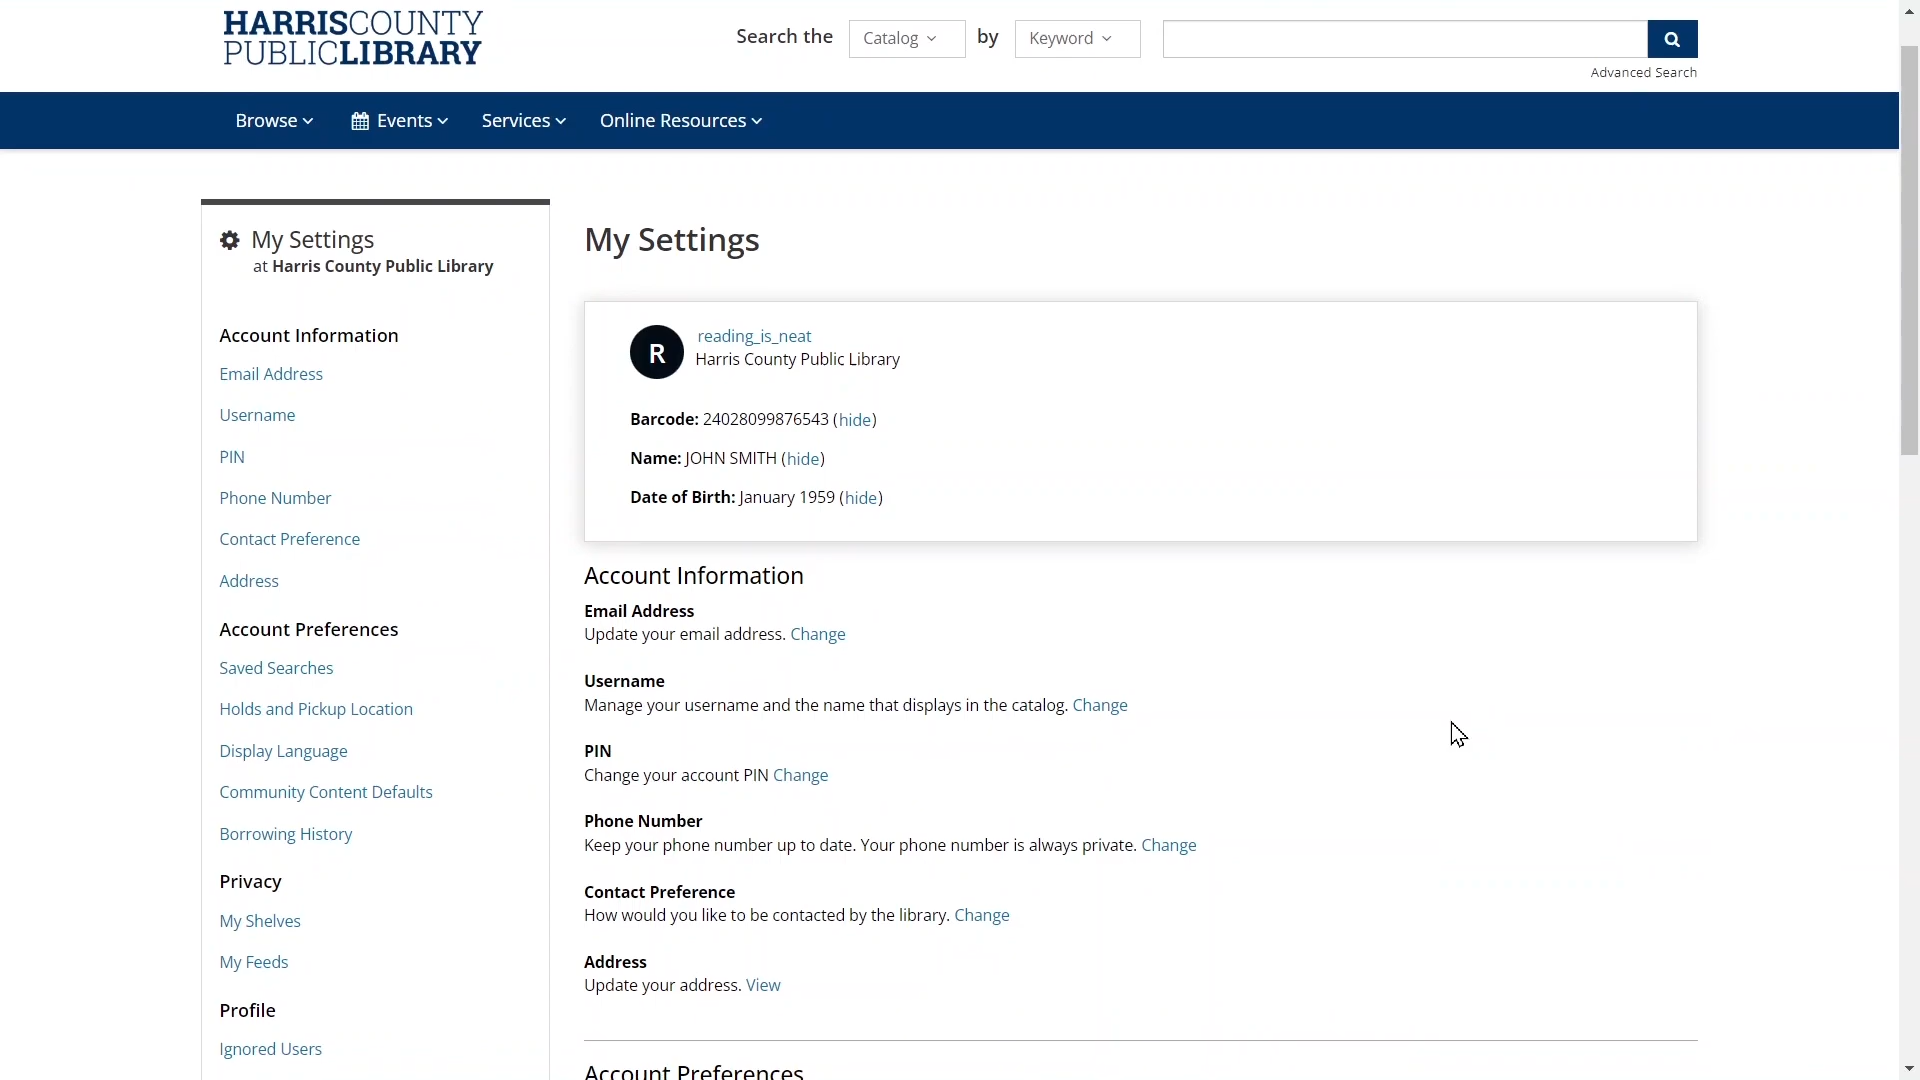 HARRISCOUNTY
PUBLICLIBRARY
Search the Catalog by Keyword
Advanced Search
Browse Events Services Online Resources
My Settings
at Harris County Public Library
Account Information
Email Address
Username
PIN
Phone Number
Contact Preference
Address
Account Preferences
Saved Searches
Holds and Pickup Location
Display Language
Community Content Defaults
Borrowing History
Privacy
My Shelves
My Feeds
Profile
Ignored Users
My Settings
R
reading_is_neat
Harris County Public Library
Barcode: 24028099876543 (hide)
Name: JOHN SMITH (hide)
Date of Birth: January 1959 (hide)
Account Information
Email Address
Update your email address. Change
Username
Manage your username and the name that displays in the catalog. Change
PIN
Change your account PIN Change
Phone Number
Keep your phone number up to date. Your phone number is always private. Change
Contact Preference
How would you like to be contacted by the library. Change
Address
Update your address. View
Account Preferences